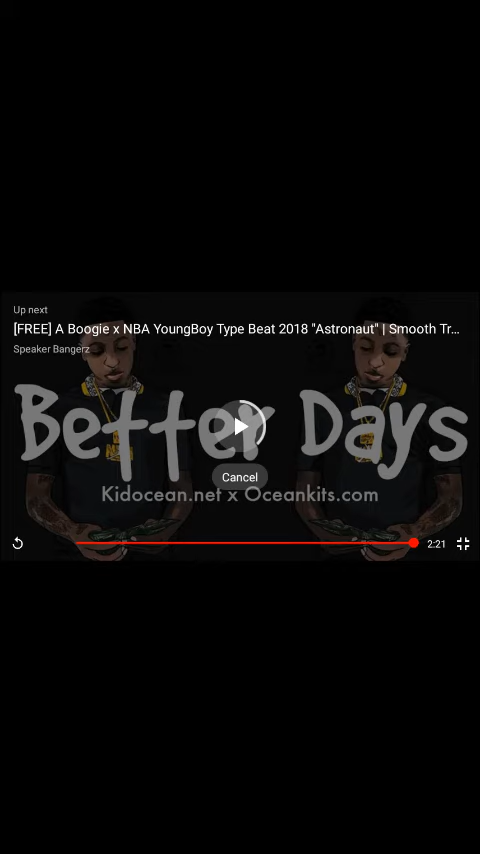 Up next
[FREE] A Boogie x NBA YoungBoy Type Beat 2018 "Astronaut" | Smooth Tr...
Speaker Bangerz
Better Days
Cancel
Kidocean.net x Oceankits.com
2:21